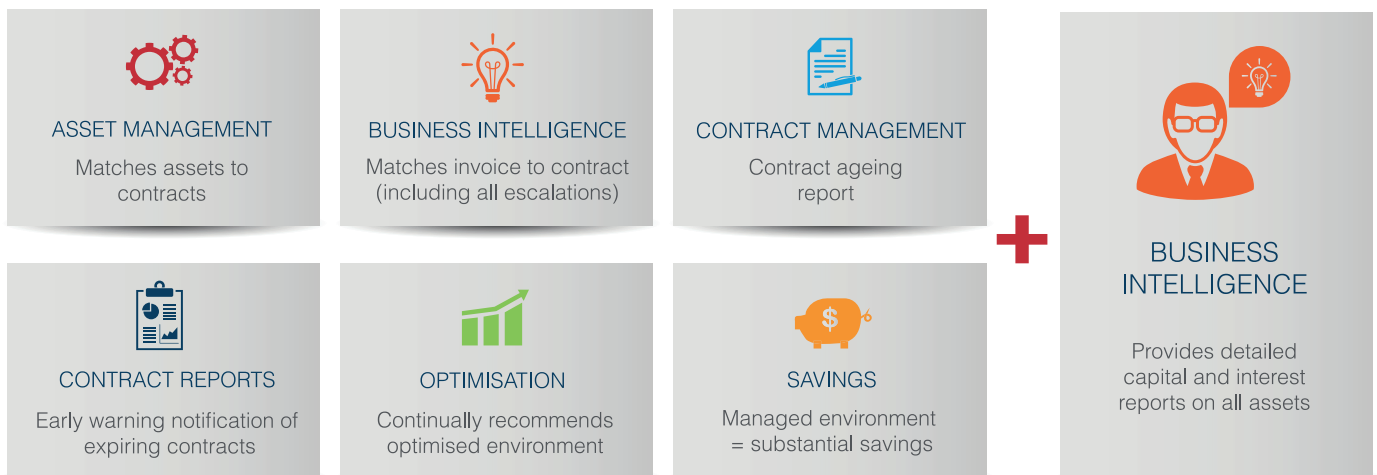 ASSET MANAGEMENT
Matches assets to
contracts
BUSINESS INTELLIGENCE
Matches invoice to contract
(including all escalations)
CONTRACT MANAGEMENT
Contract ageing
report
CONTRACT REPORTS
Early warning notification of
expiring contracts
OPTIMISATION
Continually recommends
optimised environment
$
SAVINGS
Managed environment
= substantial savings
+
BUSINESS
INTELLIGENCE
Provides detailed
capital and interest
reports on all assets